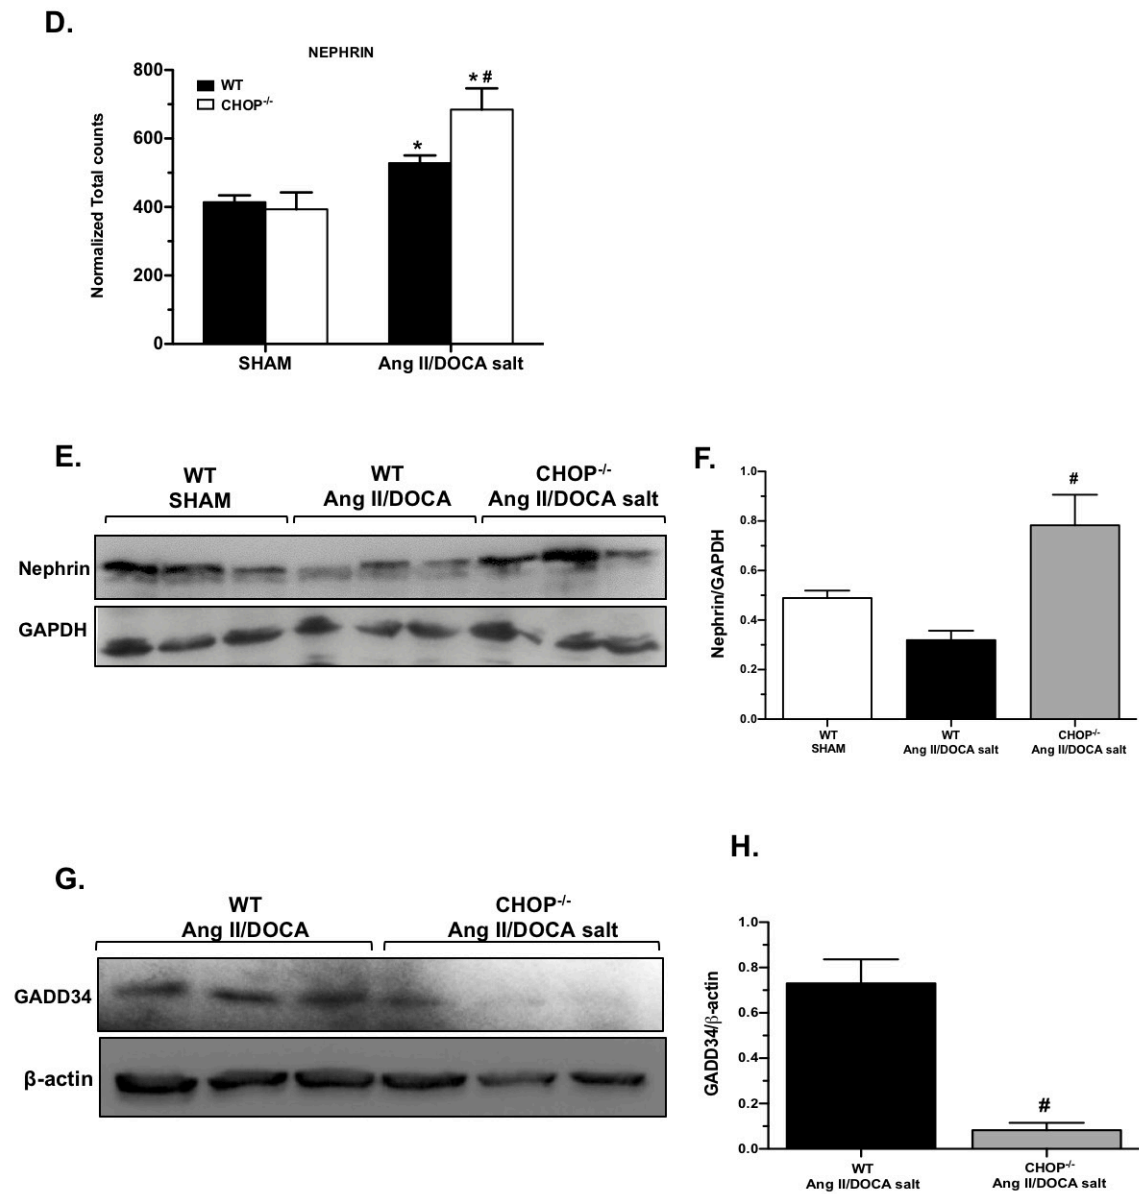 D.
NEPHRIN
WT
CHOP-/-
Normalized Total counts
800
600
400
200
0
* #
*
SHAM
Ang II/DOCA salt
E.
WT
SHAM
WT
Ang II/DOCA
CHOP-/-
Ang II/DOCA salt
Nephrin
GAPDH
F.
Nephrin/GAPDH
1.0
0.8
0.6
0.4
0.2
0.0
#
WT
SHAM
WT
Ang II/DOCA salt
CHOP-/-
Ang II/DOCA salt
G.
WT
Ang II/DOCA
CHOP-/-
Ang II/DOCA salt
GADD34
β-actin
H.
GADD34/β-actin
1.0
0.8
0.6
0.4
0.2
0.0
#
WT
Ang II/DOCA salt
CHOP-/-
Ang II/DOCA salt